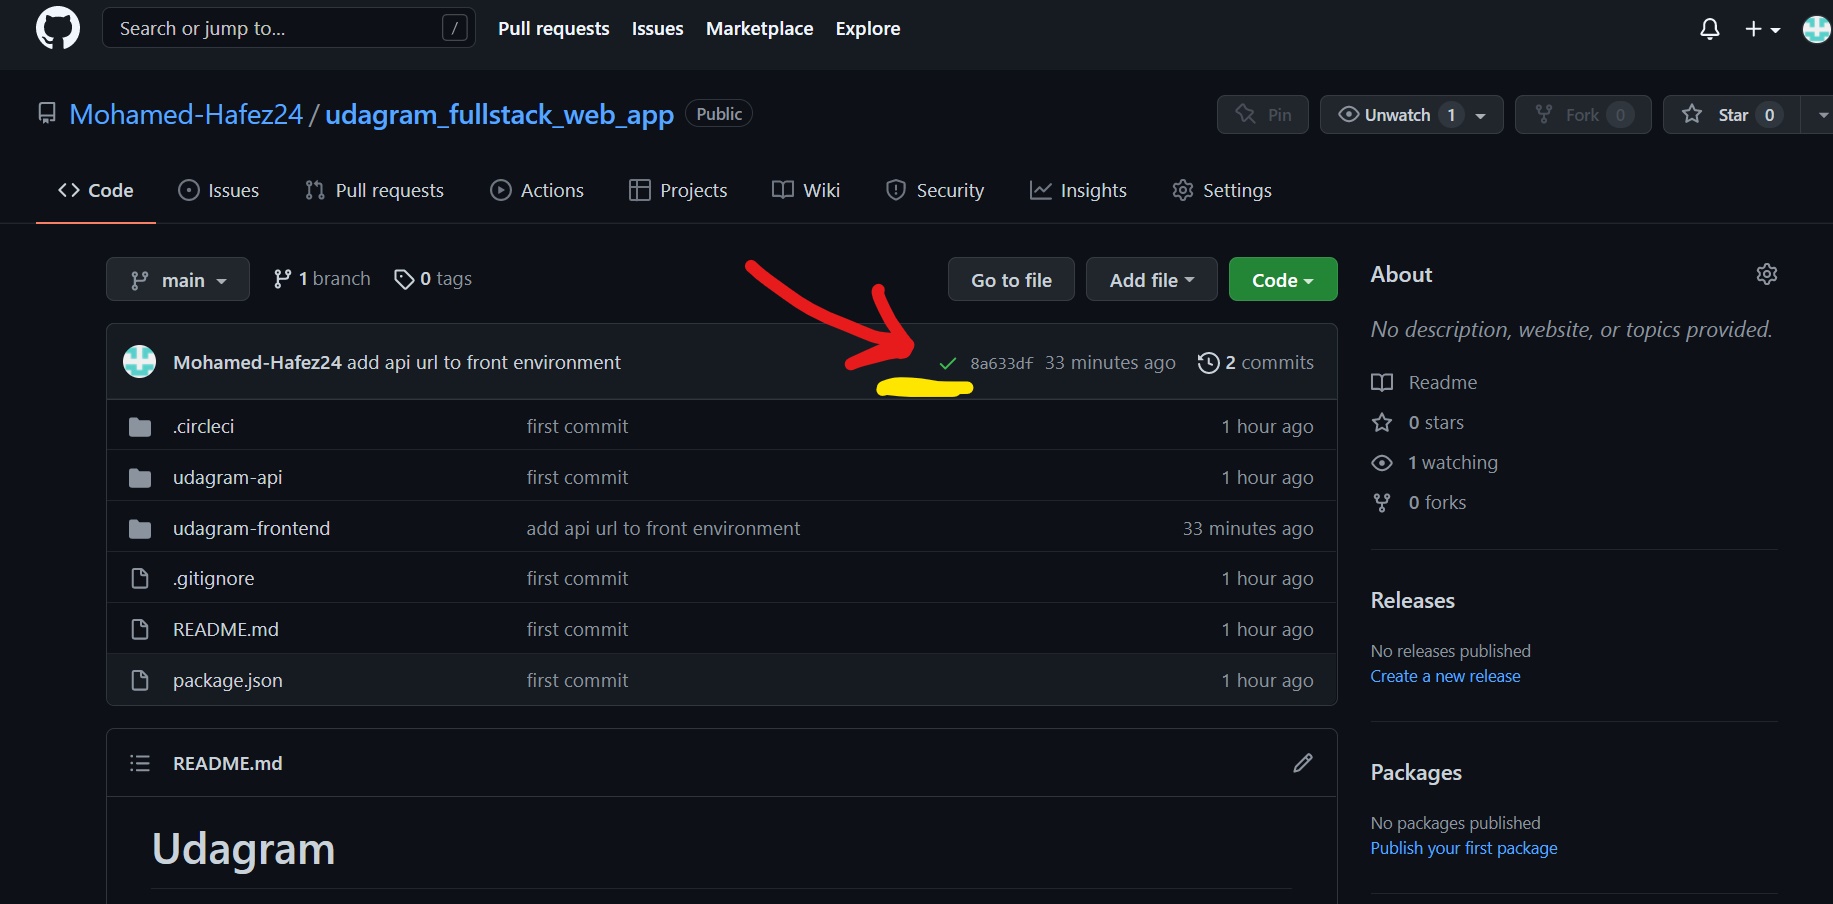 Search or jump to... /
Pull requests Issues Marketplace Explore
Mohamed-Hafez24 / udagram_fullstack_web_app Public
Pin Unwatch 1 Fork 0 Star 0
Code Issues Pull requests Actions Projects Wiki Security Insights Settings
main 1 branch 0 tags Go to file Add file Code
Mohamed-Hafez24 add api url to front environment 8a633df 33 minutes ago 2 commits
.circleci first commit 1 hour ago
udagram-api first commit 1 hour ago
udagram-frontend add api url to front environment 33 minutes ago
.gitignore first commit 1 hour ago
README.md first commit 1 hour ago
package.json first commit 1 hour ago
README.md
Udagram
About
No description, website, or topics provided.
Readme
0 stars
1 watching
0 forks
Releases
No releases published
Create a new release
Packages
No packages published
Publish your first package